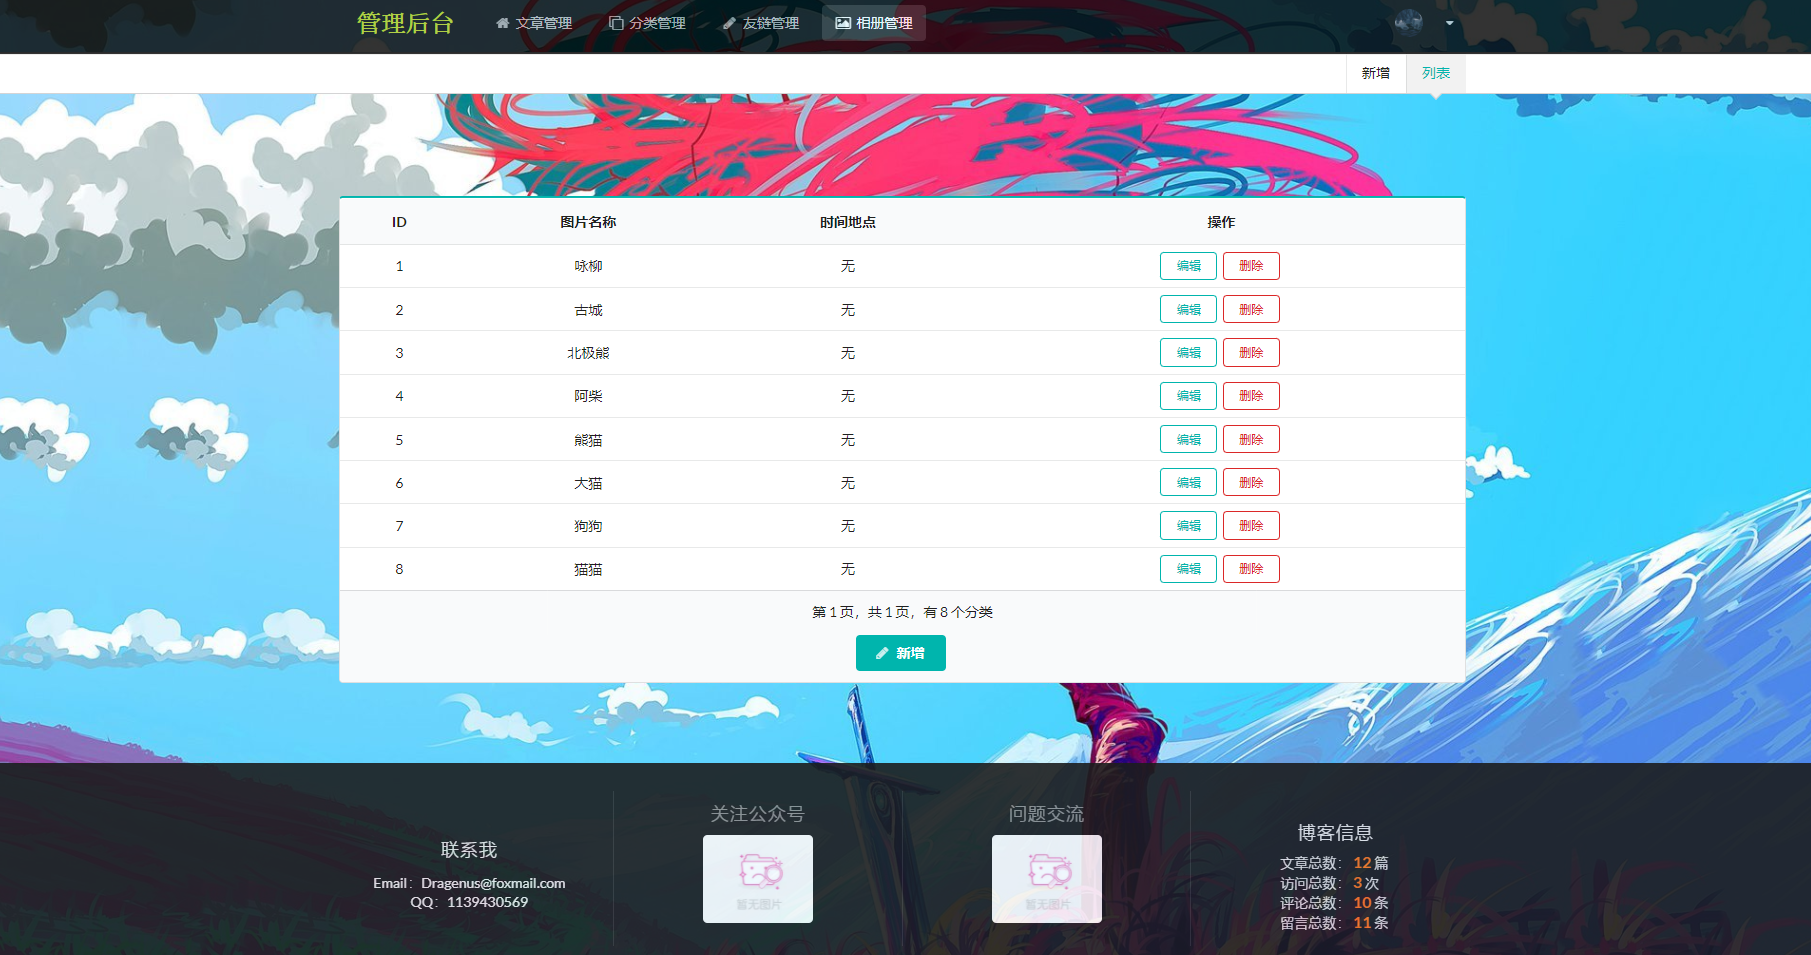 管理后台 文章管理 分类管理 友链管理 相册管理
新增 列表
ID 图片名称 时间地点 操作
1 咏柳 无 编辑 删除
2 古城 无 编辑 删除
3 北极熊 无 编辑 删除
4 阿柴 无 编辑 删除
5 熊猫 无 编辑 删除
6 大猫 无 编辑 删除
7 狗狗 无 编辑 删除
8 猫猫 无 编辑 删除
第 1 页，共 1 页，有 8 个分类
新增
联系我
Email：Dragenus@foxmail.com
QQ：1139430569
关注公众号
暂无图片
问题交流
暂无图片
博客信息
文章总数： 12 篇
访问总数： 3 次
评论总数： 10 条
留言总数： 11 条